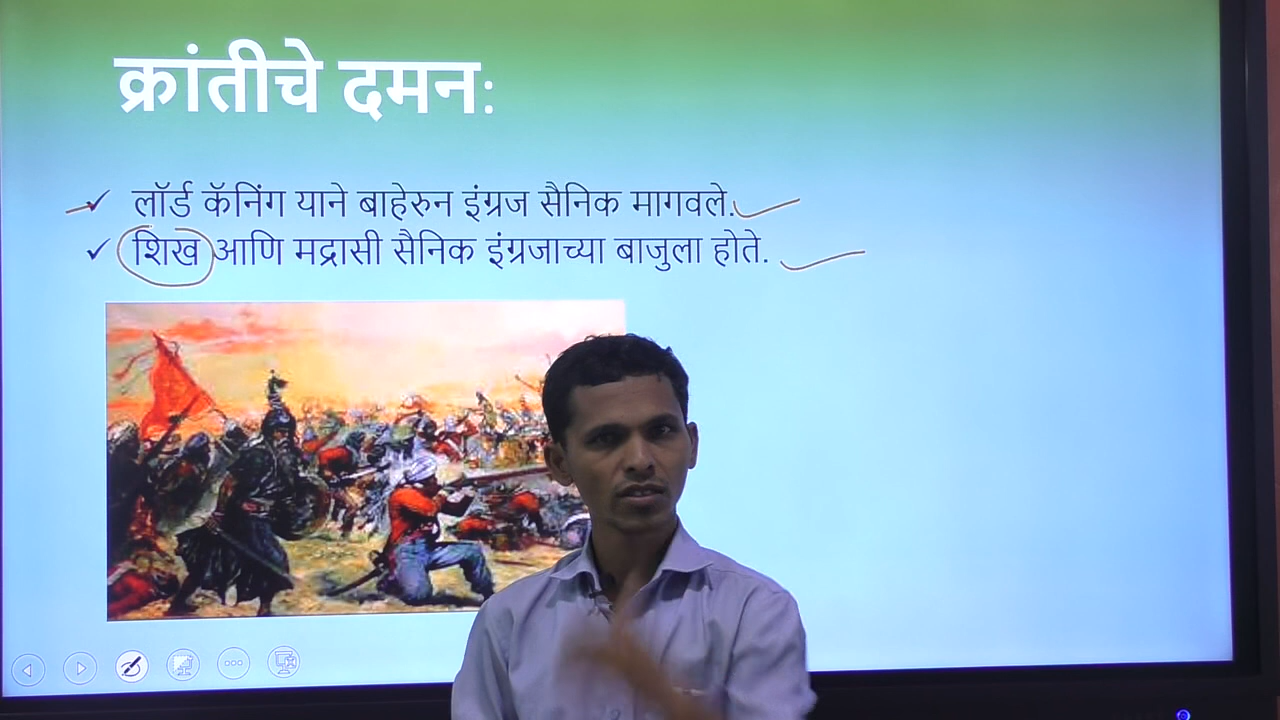 क्रांतीचे दमन:
लॉर्ड कॅनिंग याने बाहेरुन इंग्रज सैनिक मागवले.
शिख आणि मद्रासी सैनिक इंग्रजाच्या बाजुला होते.